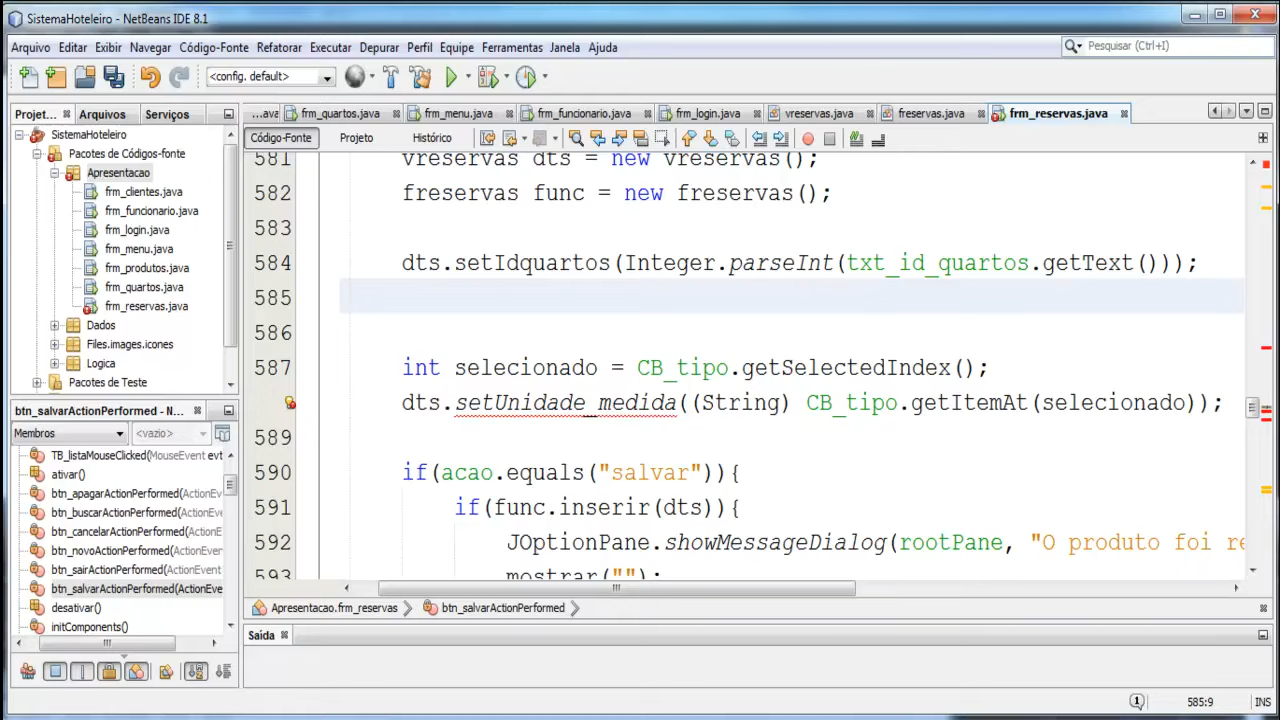 SistemaHoteleiro - NetBeans IDE 8.1
Arquivo Editar Exibir Navegar Código-Fonte Refatorar Executar Depurar Perfil Equipe Ferramentas Janela Ajuda
Pesquisar (Ctrl+I)
<config. default>
Projet... Arquivos Serviços
...ava frm_quartos.java frm_menu.java frm_funcionario.java frm_login.java vreservas.java freservas.java frm_reservas.java
Código-Fonte Projeto Histórico
SistemaHoteleiro
Pacotes de Códigos-fonte
Apresentacao
frm_clientes.java
frm_funcionario.java
frm_login.java
frm_menu.java
frm_produtos.java
frm_quartos.java
frm_reservas.java
Dados
Files.images.icones
Logica
Pacotes de Teste
581 vreservas dts = new vreservas();
582 freservas func = new freservas();
583
584 dts.setIdquartos(Integer.parseInt(txt_id_quartos.getText()));
585
586
587 int selecionado = CB_tipo.getSelectedIndex();
dts.setUnidade_medida((String) CB_tipo.getItemAt(selecionado));
589
590 if(acao.equals("salvar")){
591 if(func.inserir(dts)){
592 JOptionPane.showMessageDialog(rootPane, "O produto foi re
593 mostrar("");
btn_salvarActionPerformed - N...
Membros <vazio>
TB_listaMouseClicked(MouseEvent evt
ativar()
btn_apagarActionPerformed(ActionEv
btn_buscarActionPerformed(ActionEv
btn_cancelarActionPerformed(ActionE
btn_novoActionPerformed(ActionEven
btn_sairActionPerformed(ActionEvent
btn_salvarActionPerformed(ActionEve
desativar()
initComponents()
Apresentacao.frm_reservas btn_salvarActionPerformed
Saída
585:9 INS